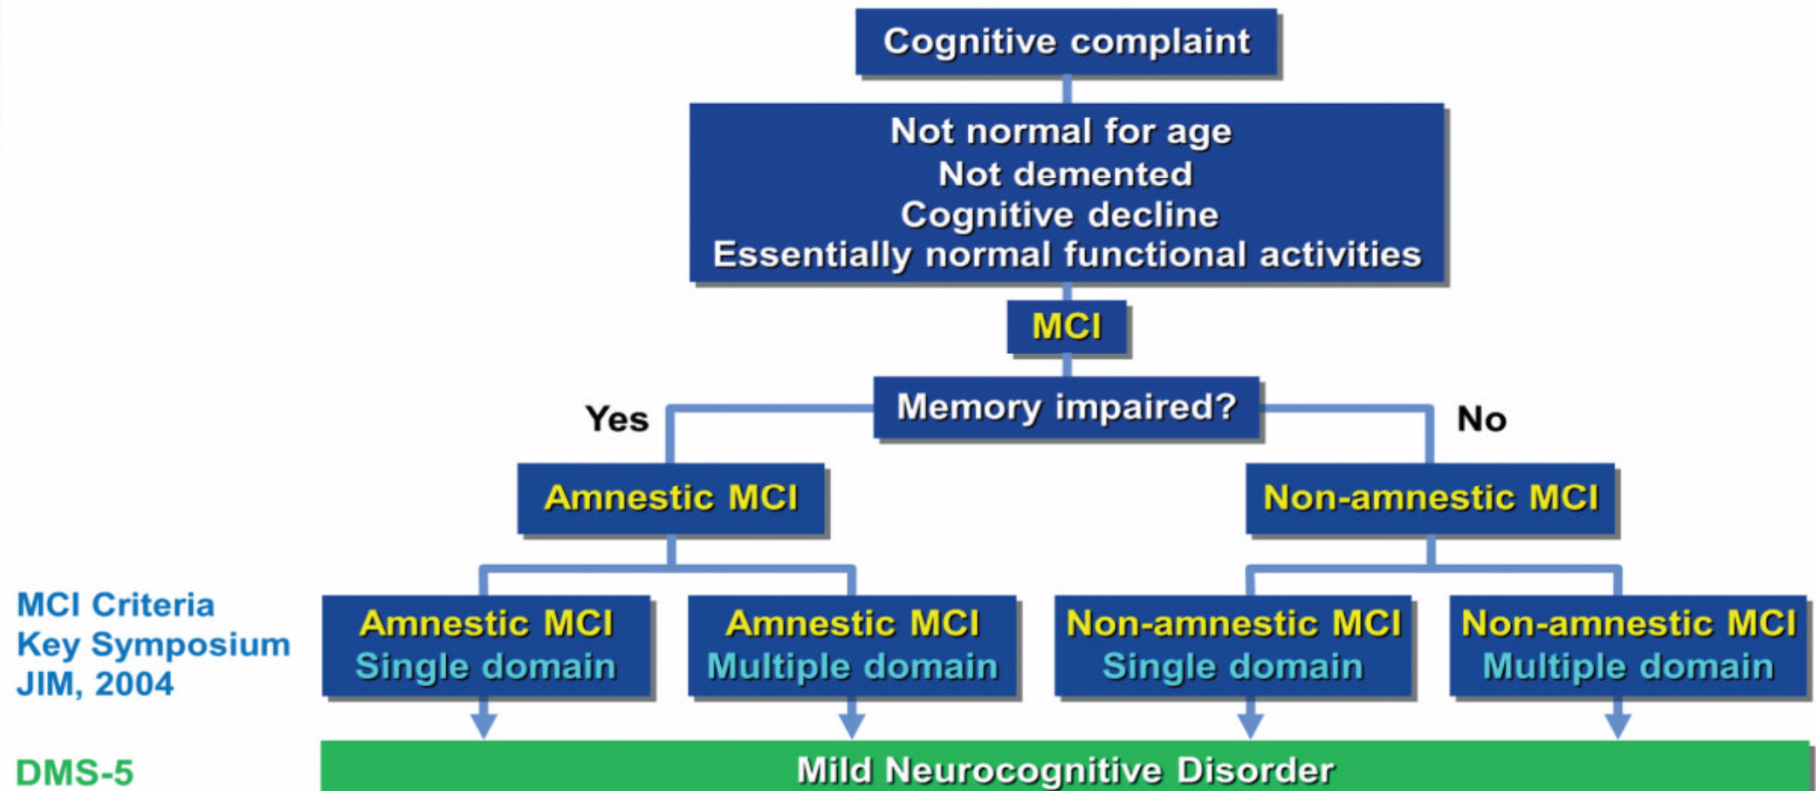 Cognitive complaint
Not normal for age
Not demented
Cognitive decline
Essentially normal functional activities
MCI
Memory impaired?
Yes
No
Amnestic MCI
Non-amnestic MCI
MCI Criteria
Key Symposium
JIM, 2004
Amnestic MCI
Single domain
Amnestic MCI
Multiple domain
Non-amnestic MCI
Single domain
Non-amnestic MCI
Multiple domain
DMS-5
Mild Neurocognitive Disorder